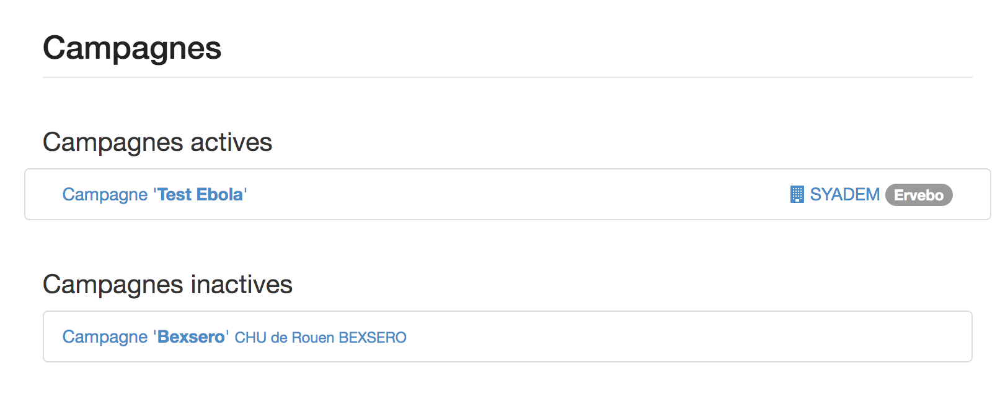 Campagnes
Campagnes actives
Campagne 'Test Ebola' SYADEM Ervebo
Campagnes inactives
Campagne 'Bexsero' CHU de Rouen BEXSERO